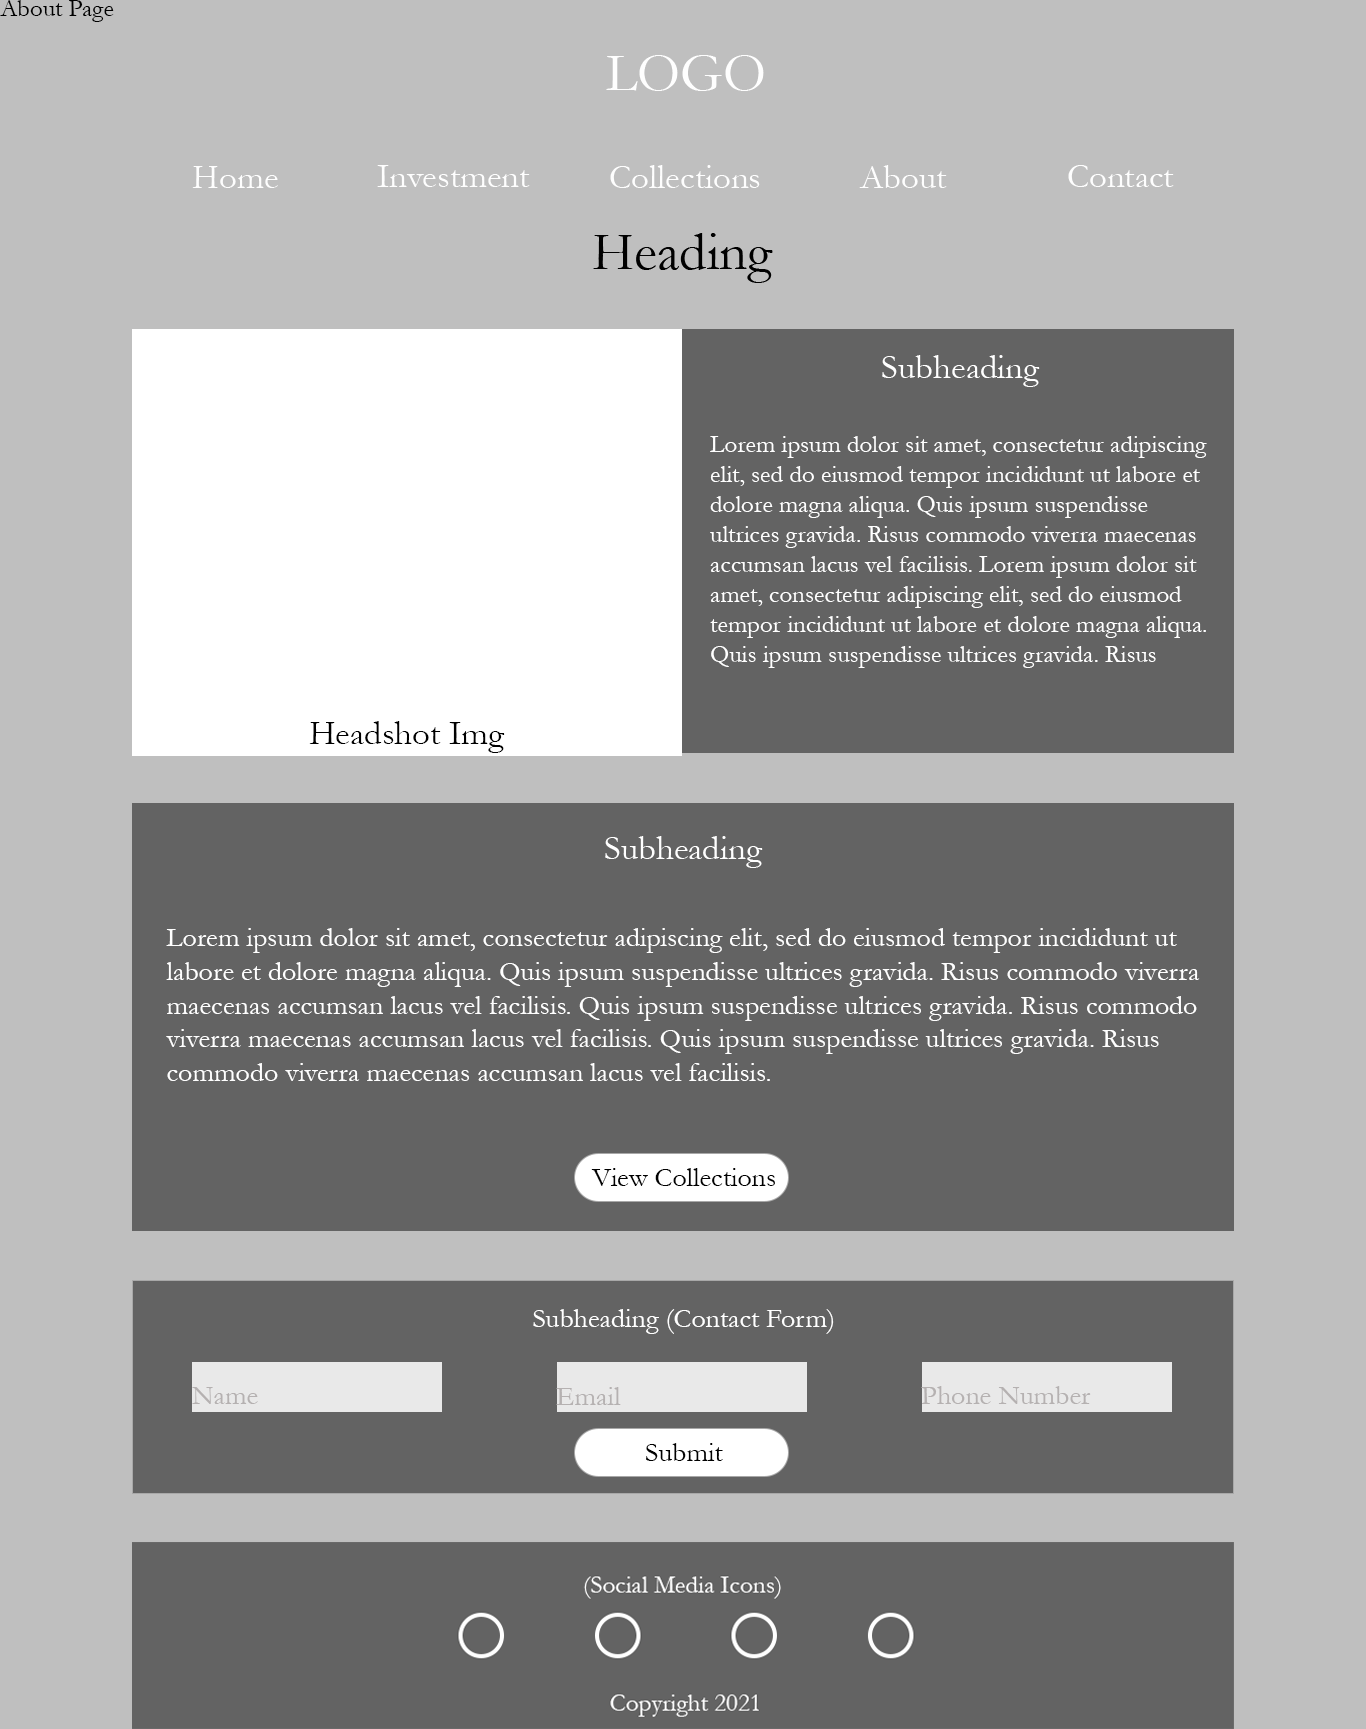 About Page
LOGO
Home Investment Collections About Contact
Heading
Headshot Img
Subheading
Lorem ipsum dolor sit amet, consectetur adipiscing
elit, sed do eiusmod tempor incididunt ut labore et
dolore magna aliqua. Quis ipsum suspendisse
ultrices gravida. Risus commodo viverra maecenas
accumsan lacus vel facilisis. Lorem ipsum dolor sit
amet, consectetur adipiscing elit, sed do eiusmod
tempor incididunt ut labore et dolore magna aliqua.
Quis ipsum suspendisse ultrices gravida. Risus
Subheading
Lorem ipsum dolor sit amet, consectetur adipiscing elit, sed do eiusmod tempor incididunt ut
labore et dolore magna aliqua. Quis ipsum suspendisse ultrices gravida. Risus commodo viverra
maecenas accumsan lacus vel facilisis. Quis ipsum suspendisse ultrices gravida. Risus commodo
viverra maecenas accumsan lacus vel facilisis. Quis ipsum suspendisse ultrices gravida. Risus
commodo viverra maecenas accumsan lacus vel facilisis.
View Collections
Subheading (Contact Form)
Name Email Phone Number
Submit
(Social Media Icons)
Copyright 2021